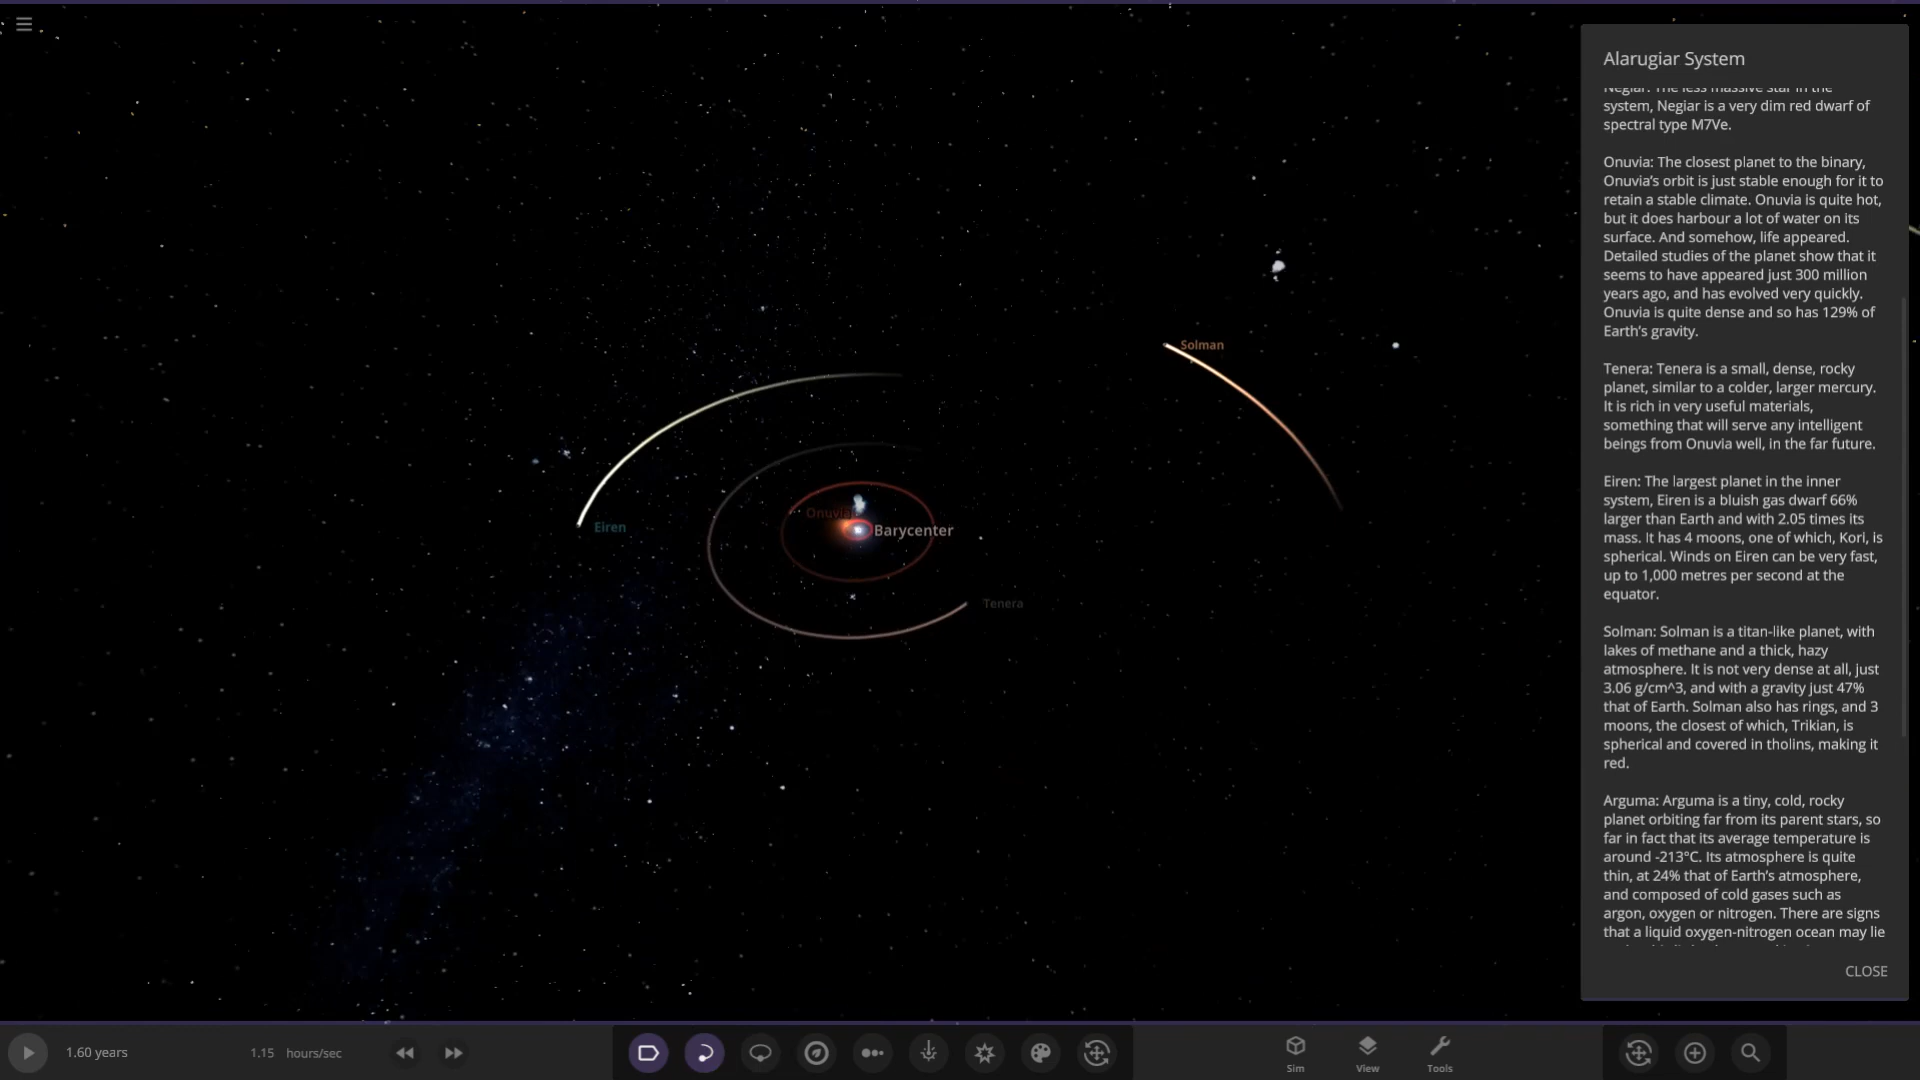 Alarugiar System
Negiar: The less massive star in the
system, Negiar is a very dim red dwarf of
spectral type M7Ve.
Onuvia: The closest planet to the binary,
Onuvia's orbit is just stable enough for it to
retain a stable climate. Onuvia is quite hot,
but it does harbour a lot of water on its
surface. And somehow, life appeared.
Detailed studies of the planet show that it
seems to have appeared just 300 million
years ago, and has evolved very quickly.
Onuvia is quite dense and so has 129% of
Earth's gravity.
Tenera: Tenera is a small, dense, rocky
planet, similar to a colder, larger mercury.
It is rich in very useful materials,
something that will serve any intelligent
beings from Onuvia well, in the far future.
Eiren: The largest planet in the inner
system, Eiren is a bluish gas dwarf 66%
larger than Earth and with 2.05 times its
mass. It has 4 moons, one of which, Kori, is
spherical. Winds on Eiren can be very fast,
up to 1,000 metres per second at the
equator.
Solman: Solman is a titan-like planet, with
lakes of methane and a thick, hazy
atmosphere. It is not very dense at all, just
3.06 g/cm^3, and with a gravity just 47%
that of Earth. Solman also has rings, and 3
moons, the closest of which, Trikian, is
spherical and covered in tholins, making it
red.
Arguma: Arguma is a tiny, cold, rocky
planet orbiting far from its parent stars, so
far in fact that its average temperature is
around -213°C. Its atmosphere is quite
thin, at 24% that of Earth's atmosphere,
and composed of cold gases such as
argon, oxygen or nitrogen. There are signs
that a liquid oxygen-nitrogen ocean may lie
CLOSE
Solman
Onuvia
Eiren
Barycenter
Tenera
1.60 years
1.15 hours/sec
Sim
View
Tools